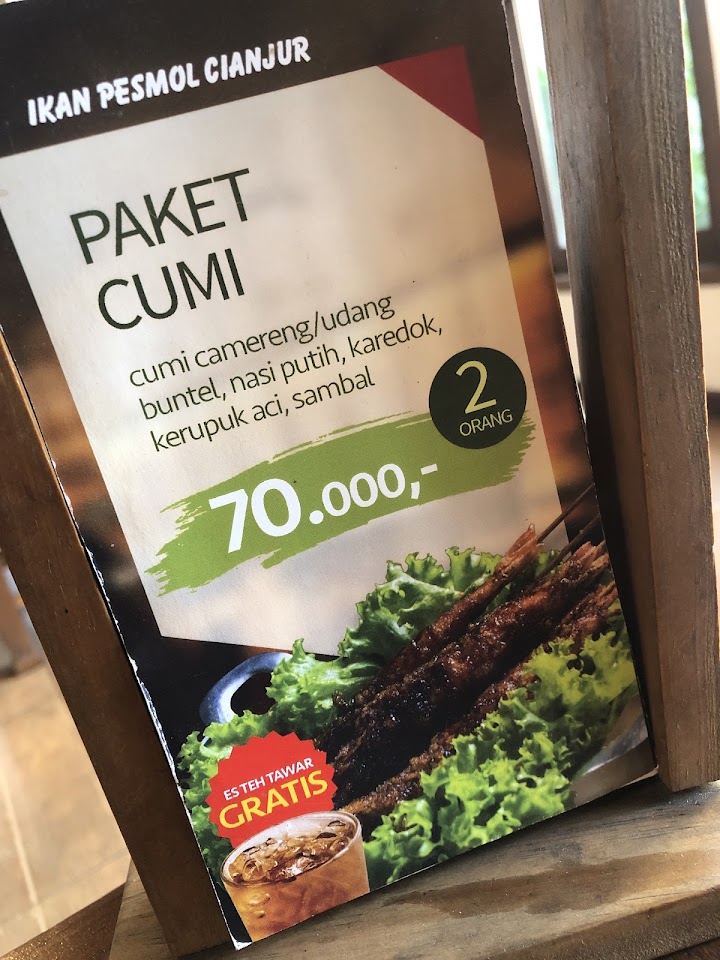 IKAN PESMOL CIANJUR
PAKET
CUMI
cumi camereng/udang
buntel, nasi putih, karedok,
kerupuk aci, sambal
2
ORANG
70.000,-
ES TEH TAWAR
GRATIS